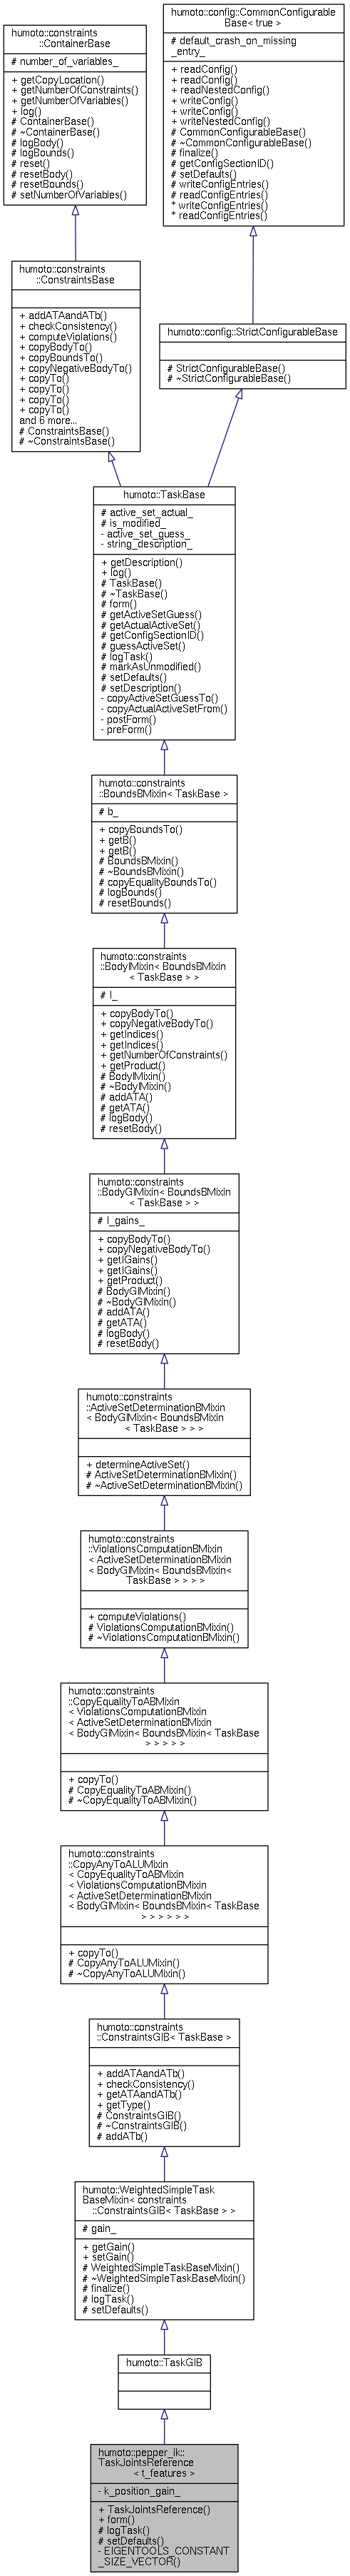 humoto::constraints
::ContainerBase
# number_of_variables_
+ getCopyLocation()
+ getNumberOfConstraints()
+ getNumberOfVariables()
+ log()
# ContainerBase()
# ~ContainerBase()
# logBody()
# logBounds()
# reset()
# resetBody()
# resetBounds()
# setNumberOfVariables()
humoto::config::CommonConfigurable
Base< true >
# default_crash_on_missing
_entry_
+ readConfig()
+ readConfig()
+ readNestedConfig()
+ writeConfig()
+ writeConfig()
+ writeNestedConfig()
# CommonConfigurableBase()
# ~CommonConfigurableBase()
# finalize()
# getConfigSectionID()
# setDefaults()
# writeConfigEntries()
# readConfigEntries()
* writeConfigEntries()
* readConfigEntries()
humoto::constraints
::ConstraintsBase
+ addATAandATb()
+ checkConsistency()
+ computeViolations()
+ copyBodyTo()
+ copyBoundsTo()
+ copyNegativeBodyTo()
+ copyTo()
+ copyTo()
+ copyTo()
+ copyTo()
and 6 more...
# ConstraintsBase()
# ~ConstraintsBase()
humoto::config::StrictConfigurableBase
# StrictConfigurableBase()
# ~StrictConfigurableBase()
humoto::TaskBase
# active_set_actual_
# is_modified_
- active_set_guess_
- string_description_
+ getDescription()
+ log()
# TaskBase()
# ~TaskBase()
# form()
# getActiveSetGuess()
# getActualActiveSet()
# getConfigSectionID()
# guessActiveSet()
# logTask()
# markAsUnmodified()
# setDefaults()
# setDescription()
- copyActiveSetGuessTo()
- copyActualActiveSetFrom()
- postForm()
- preForm()
humoto::constraints
::BoundsBMixin< TaskBase >
# b_
+ copyBoundsTo()
+ getB()
+ getB()
# BoundsBMixin()
# ~BoundsBMixin()
# copyEqualityBoundsTo()
# logBounds()
# resetBounds()
humoto::constraints
::BodyIMixin< BoundsBMixin
< TaskBase > >
# I_
+ copyBodyTo()
+ copyNegativeBodyTo()
+ getIndices()
+ getIndices()
+ getNumberOfConstraints()
+ getProduct()
# BodyIMixin()
# ~BodyIMixin()
# addATA()
# getATA()
# logBody()
# resetBody()
humoto::constraints
::BodyGIMixin< BoundsBMixin
< TaskBase > >
# I_gains_
+ copyBodyTo()
+ copyNegativeBodyTo()
+ getIGains()
+ getIGains()
+ getProduct()
# BodyGIMixin()
# ~BodyGIMixin()
# addATA()
# getATA()
# logBody()
# resetBody()
humoto::constraints
::ActiveSetDeterminationBMixin
< BodyGIMixin< BoundsBMixin
< TaskBase > > >
+ determineActiveSet()
# ActiveSetDeterminationBMixin()
# ~ActiveSetDeterminationBMixin()
humoto::constraints
::ViolationsComputationBMixin
< ActiveSetDeterminationBMixin
< BodyGIMixin< BoundsBMixin<
TaskBase > > > >
+ computeViolations()
# ViolationsComputationBMixin()
# ~ViolationsComputationBMixin()
humoto::constraints
::CopyEqualityToABMixin
< ViolationsComputationBMixin
< ActiveSetDeterminationBMixin
< BodyGIMixin< BoundsBMixin< TaskBase
> > > > >
+ copyTo()
# CopyEqualityToABMixin()
# ~CopyEqualityToABMixin()
humoto::constraints
::CopyAnyToALUMixin
< CopyEqualityToABMixin
< ViolationsComputationBMixin
< ActiveSetDeterminationBMixin
< BodyGIMixin< BoundsBMixin< TaskBase
> > > > > >
+ copyTo()
# CopyAnyToALUMixin()
# ~CopyAnyToALUMixin()
humoto::constraints
::ConstraintsGIB< TaskBase >
+ addATAandATb()
+ checkConsistency()
+ getATAandATb()
+ getType()
# ConstraintsGIB()
# ~ConstraintsGIB()
# addATb()
humoto::WeightedSimpleTask
BaseMixin< constraints
::ConstraintsGIB< TaskBase > >
# gain_
+ getGain()
+ setGain()
# WeightedSimpleTaskBaseMixin()
# ~WeightedSimpleTaskBaseMixin()
# finalize()
# logTask()
# setDefaults()
humoto::TaskGIB
humoto::pepper_ik::
TaskJointsReference
< t_features >
- k_position_gain_
+ TaskJointsReference()
+ form()
# logTask()
# setDefaults()
- EIGENTOOLS_CONSTANT
_SIZE_VECTOR()